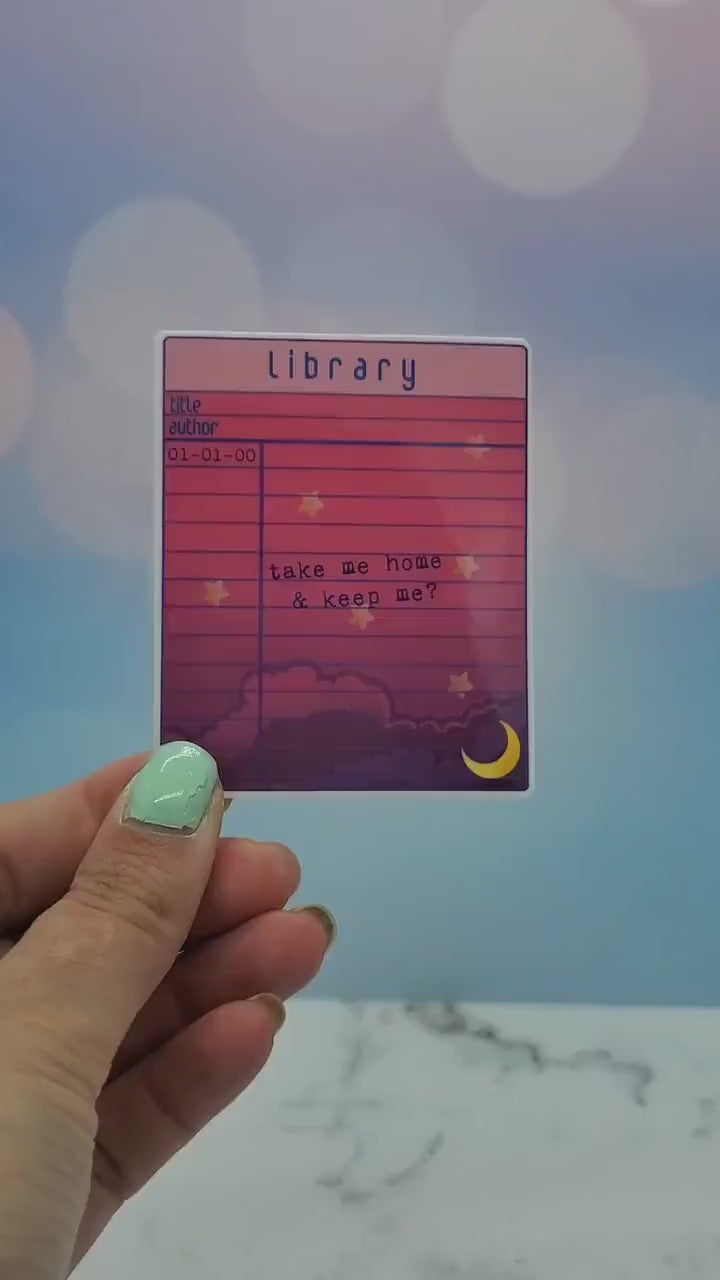 library
title
author
01-01-00
take me home
& keep me?